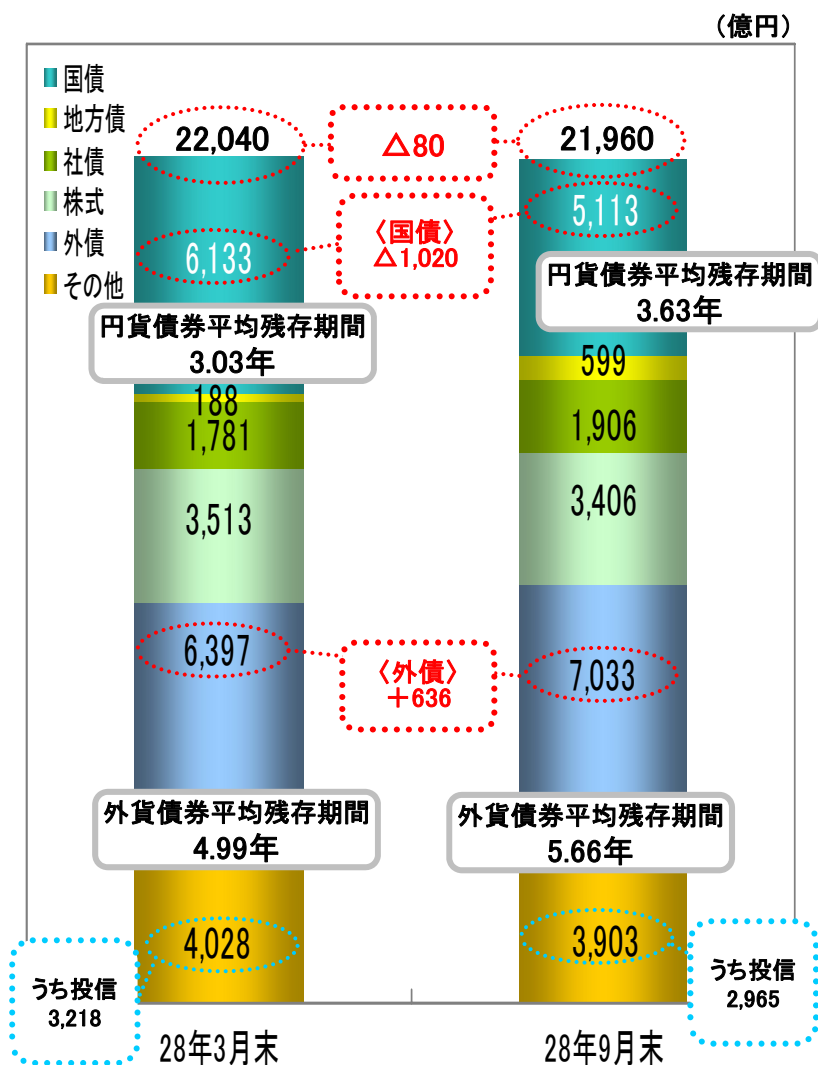 (億円)
国債
地方債
社債
株式
外債
その他
22,040
△80
21,960
6,133
〈国債〉
△1,020
5,113
円貨債券平均残存期間
3.03年
円貨債券平均残存期間
3.63年
188
599
1,781
1,906
3,513
3,406
6,397
〈外債〉
+636
7,033
外貨債券平均残存期間
4.99年
外貨債券平均残存期間
5.66年
4,028
3,903
うち投信
3,218
うち投信
2,965
28年3月末
28年9月末